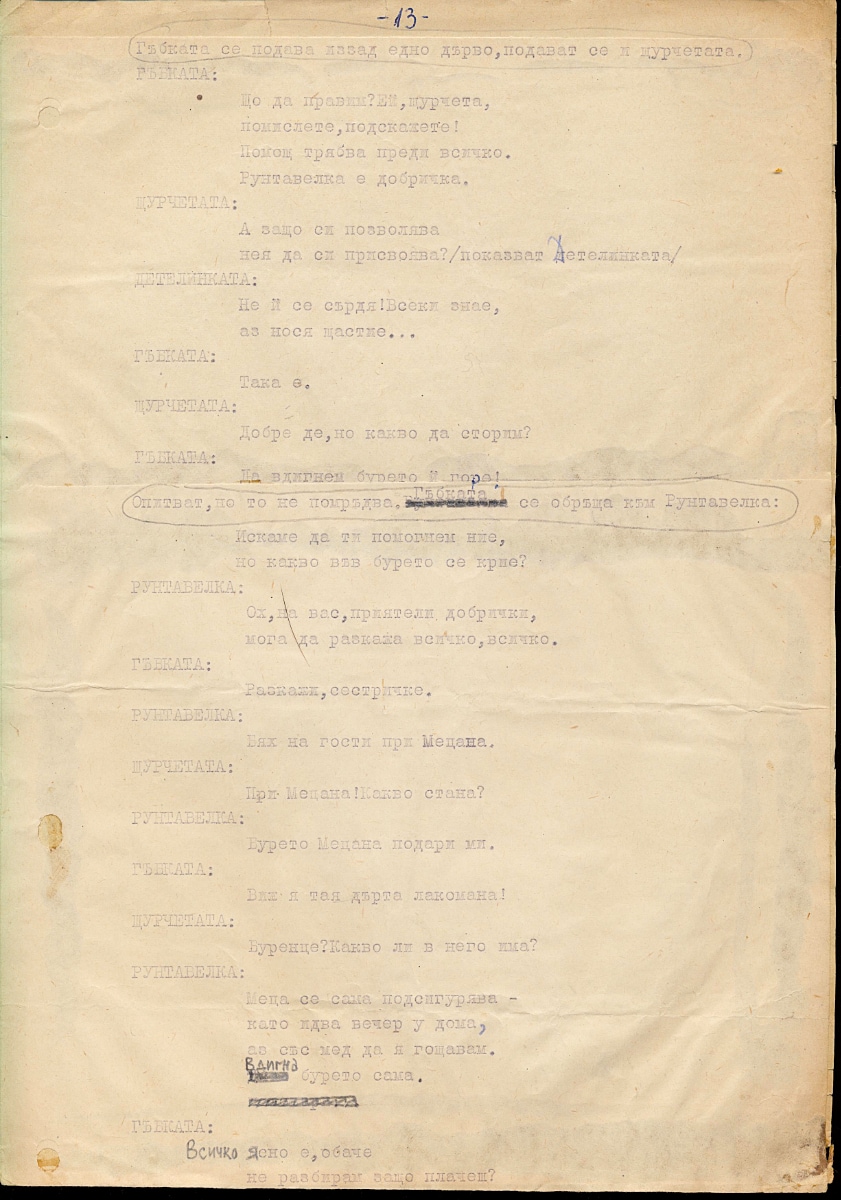 -13-
Гъбката се подава иззад едно дърво,подават се и щурчетата.
ГЪБКАТА:
Що да правим?Ей,щурчета,
помислете,подскажете!
Помощ трябва преди всичко.
Рунтавелка е добричка.
ЩУРЧЕТАТА:
А защо си позволява
нея да си присвоява?/показват Детелинката/
ДЕТЕЛИНКАТА:
Не й се сърдя!Всеки знае,
аз нося щастие...
ГЪБКАТА:
Така е.
ЩУРЧЕТАТА:
Добре де,но какво да сторим?
ГЪБКАТА:
Да вдигнем бурето й горе!
Опитват,но то не помръдва. Гъбката се обръща към Рунтавелка:
Искаме да ти помогнем ние,
но какво във бурето се крие?
РУНТАВЕЛКА:
Ох,на вас,приятели добрички,
мога да разкажа всичко,всичко.
ГЪБКАТА:
Разкажи,сестричке.
РУНТАВЕЛКА:
Бях на гости при Мецана.
ЩУРЧЕТАТА:
При Мецана!Какво стана?
РУНТАВЕЛКА:
Бурето Мецана подари ми.
ГЪБКАТА:
Виж я тая дърта лакомана!
ЩУРЧЕТАТА:
Буренце?Какво ли в него има?
РУНТАВЕЛКА:
Меца се сама подсигурява -
като идва вечер у дома,
аз със мед да я гощавам.
Вдигна бурето сама.
ГЪБКАТА:
Всичко ясно е,обаче
не разбирам защо плачеш?